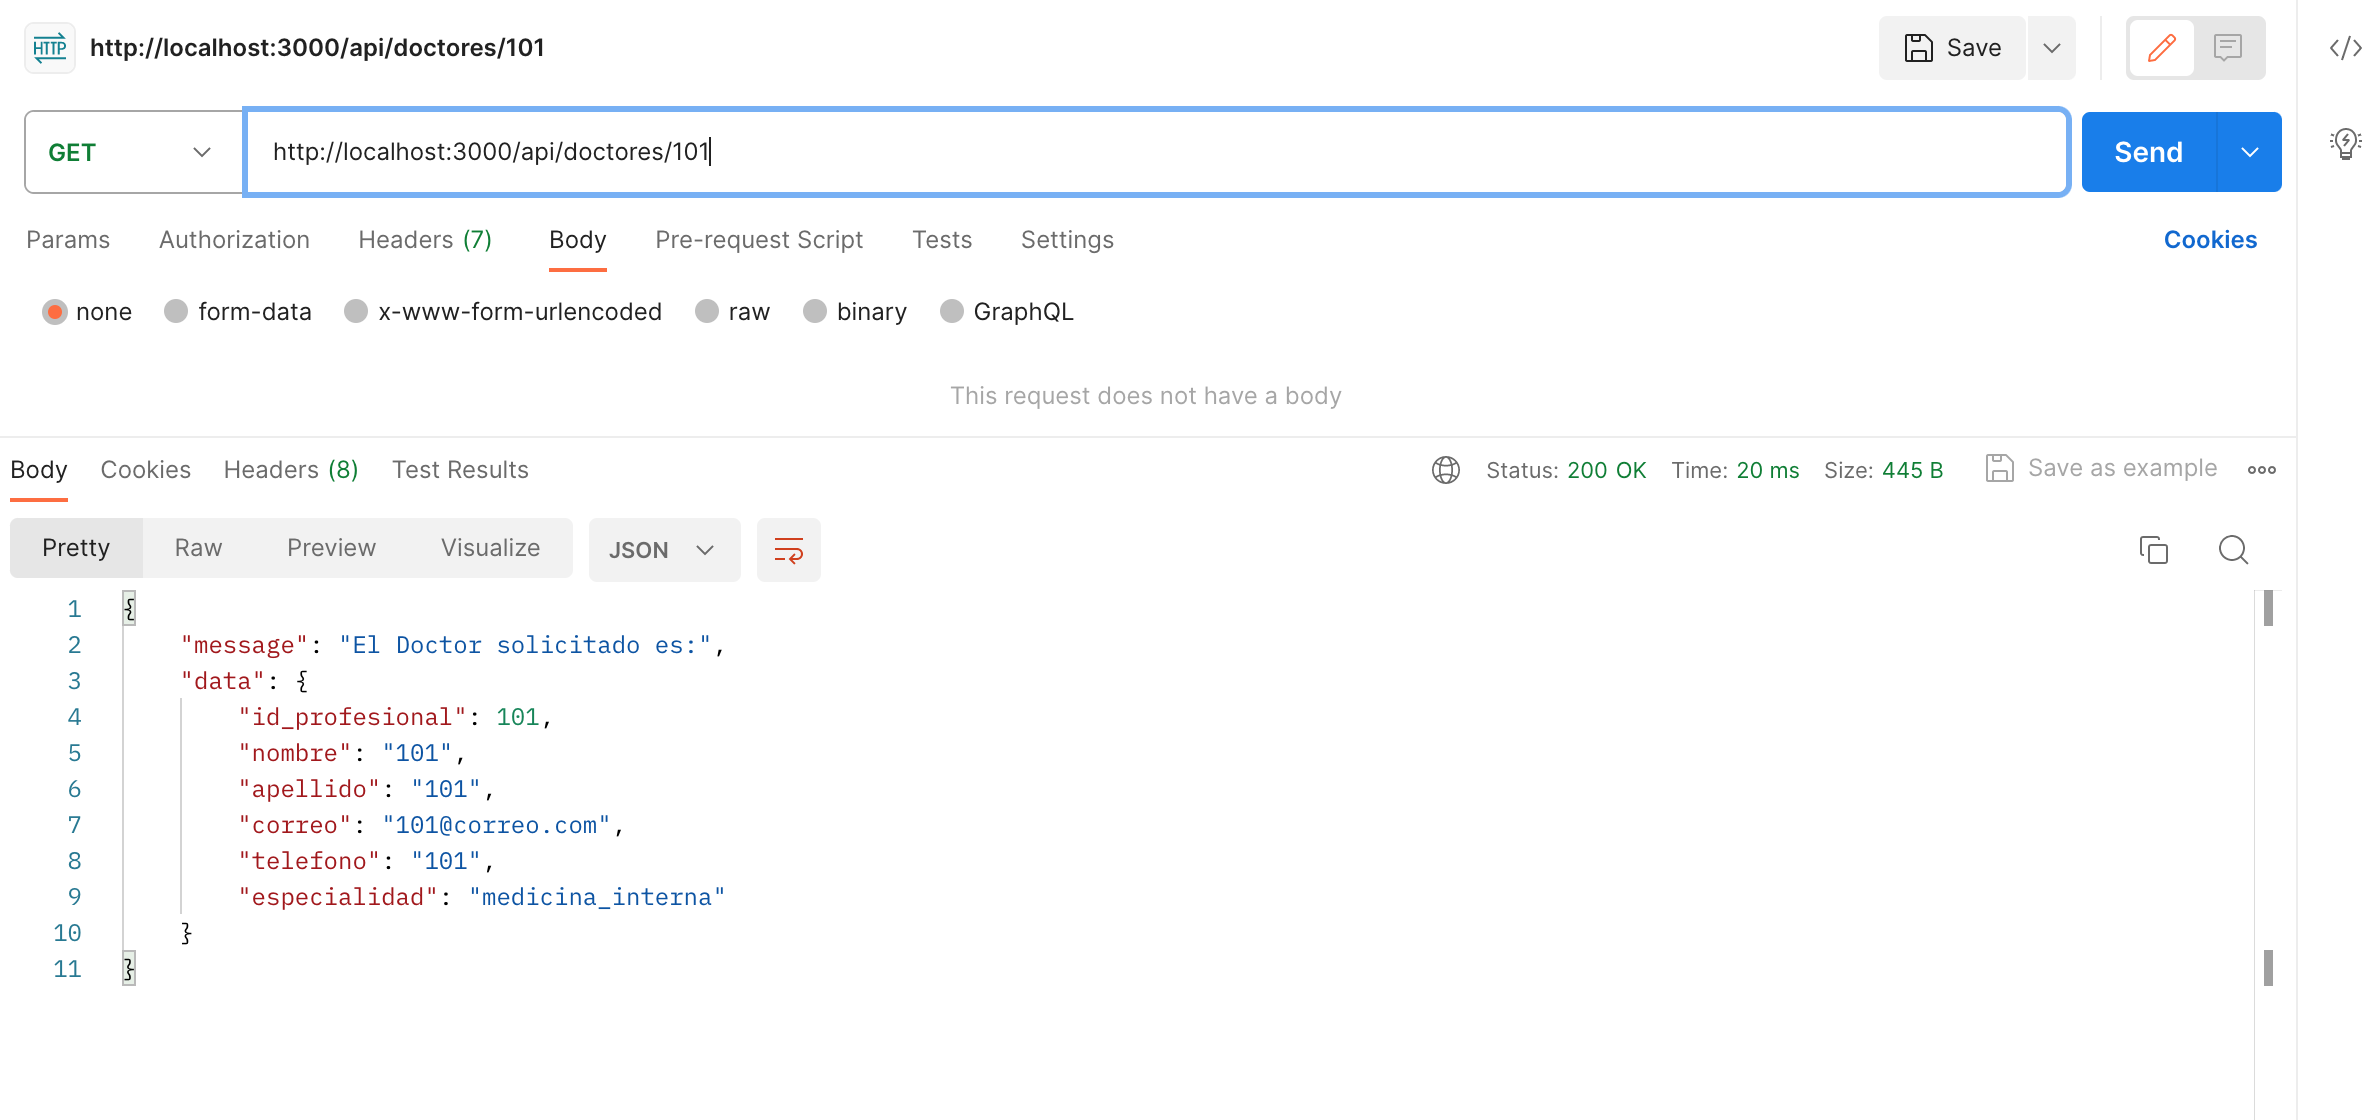 HTTP http://localhost:3000/api/doctores/101 Save
GET http://localhost:3000/api/doctores/101 Send
Params Authorization Headers (7) Body Pre-request Script Tests Settings Cookies
none form-data x-www-form-urlencoded raw binary GraphQL
This request does not have a body
Body Cookies Headers (8) Test Results Status: 200 OK Time: 20 ms Size: 445 B Save as example
Pretty Raw Preview Visualize JSON
1 {
2 "message": "El Doctor solicitado es:",
3 "data": {
4 "id_profesional": 101,
5 "nombre": "101",
6 "apellido": "101",
7 "correo": "101@correo.com",
8 "telefono": "101",
9 "especialidad": "medicina_interna"
10 }
11 }